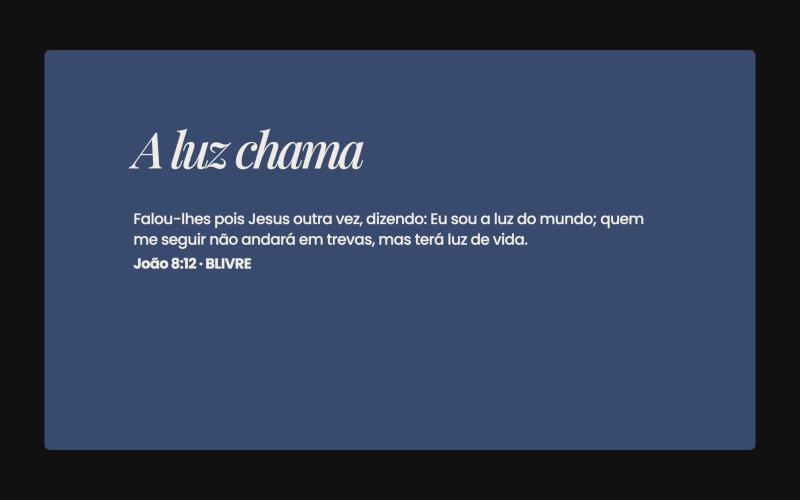 A luz chama
Falou-lhes pois Jesus outra vez, dizendo: Eu sou a luz do mundo; quem
me seguir não andará em trevas, mas terá luz de vida.
João 8:12 · BLIVRE